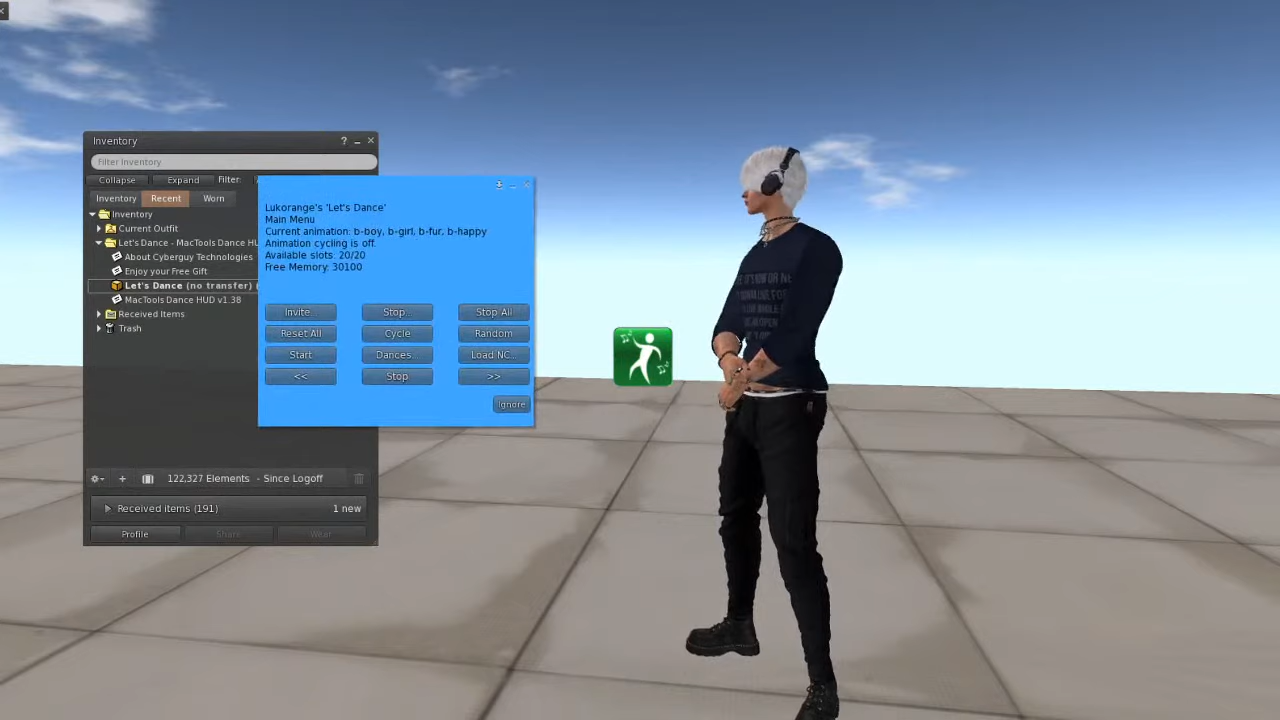 Inventory
Filter Inventory
Collapse Expand Filter:
Inventory Recent Worn
Inventory
Current Outfit
Let's Dance - MacTools Dance HU
About Cyberguy Technologies
Enjoy your Free Gift
Let's Dance (no transfer)
MacTools Dance HUD v1.38
Received Items
Trash
122,327 Elements - Since Logoff
Received items (191) 1 new
Profile Share Wear
Lukorange's 'Let's Dance'
Main Menu
Current animation: b-boy, b-girl, b-fur, b-happy
Animation cycling is off.
Available slots: 20/20
Free Memory: 30100
Invite... Stop... Stop All
Reset All Cycle Random
Start Dances... Load NC...
<< Stop >>
Ignore